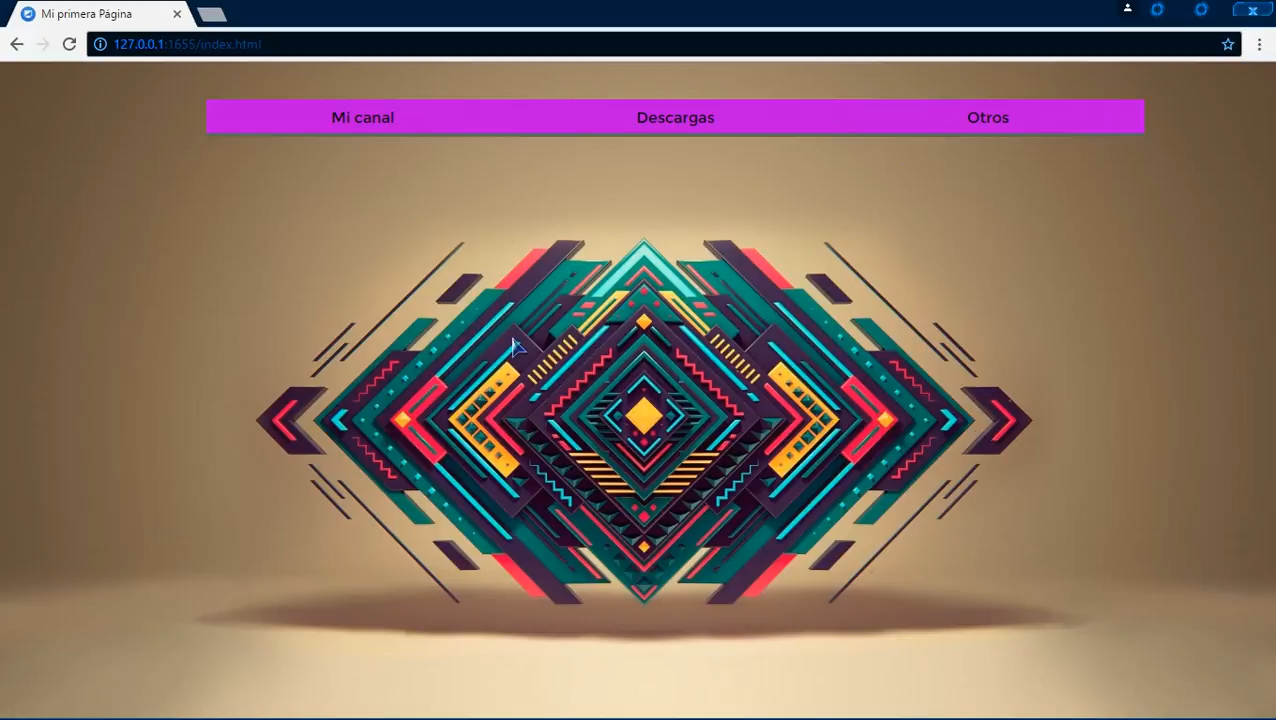 Mi primera Página
127.0.0.1:1655/index.html
Mi canal
Descargas
Otros